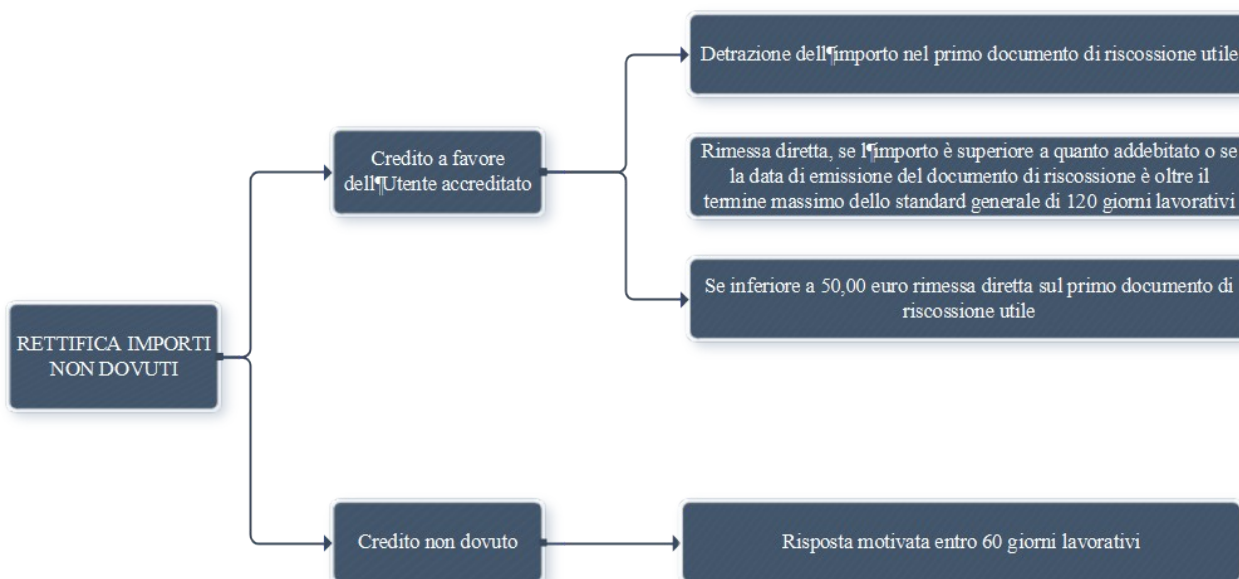 Detrazione dell¶importo nel primo documento di riscossione utile
Credito a favore
dell¶Utente accreditato
Rimessa diretta, se l¶importo è superiore a quanto addebitato o se
la data di emissione del documento di riscossione è oltre il
termine massimo dello standard generale di 120 giorni lavorativi
Se inferiore a 50,00 euro rimessa diretta sul primo documento di
riscossione utile
RETTIFICA IMPORTI
NON DOVUTI
Credito non dovuto
Risposta motivata entro 60 giorni lavorativi